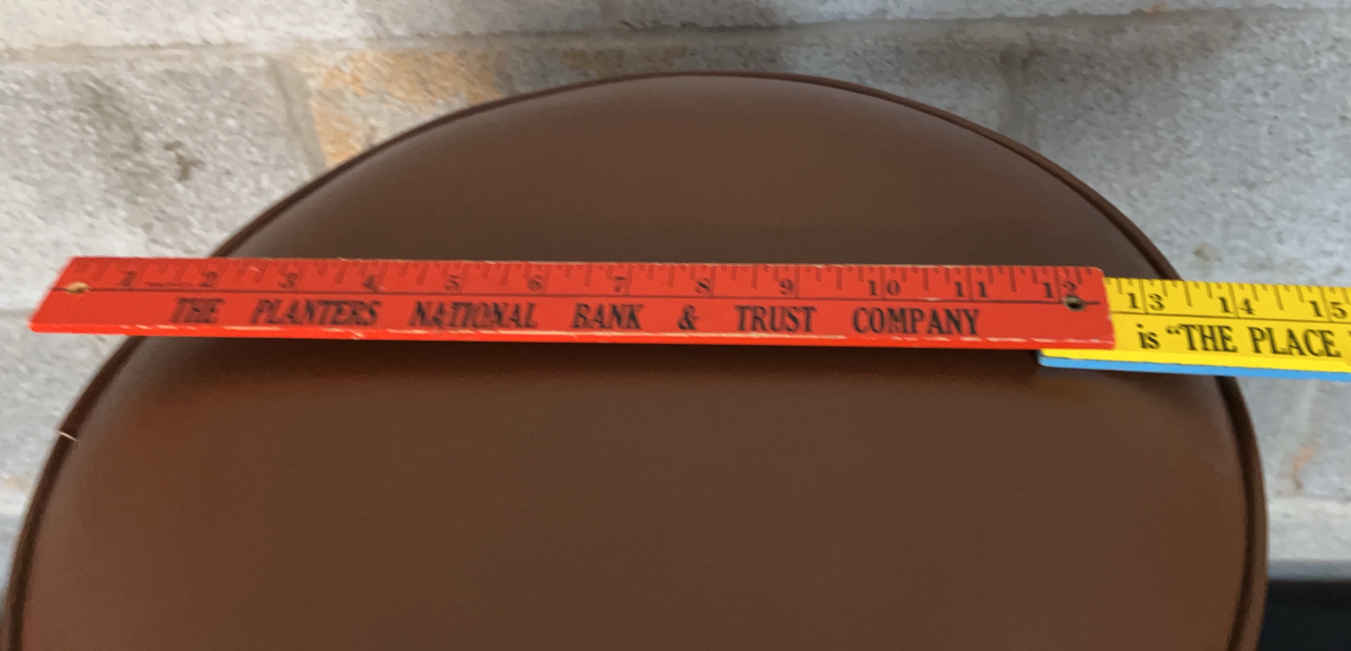 1 2 3 4 5 6 7 8 9 10 11 12 13 14 15
THE PLANTERS NATIONAL BANK & TRUST COMPANY
is "THE PLACE